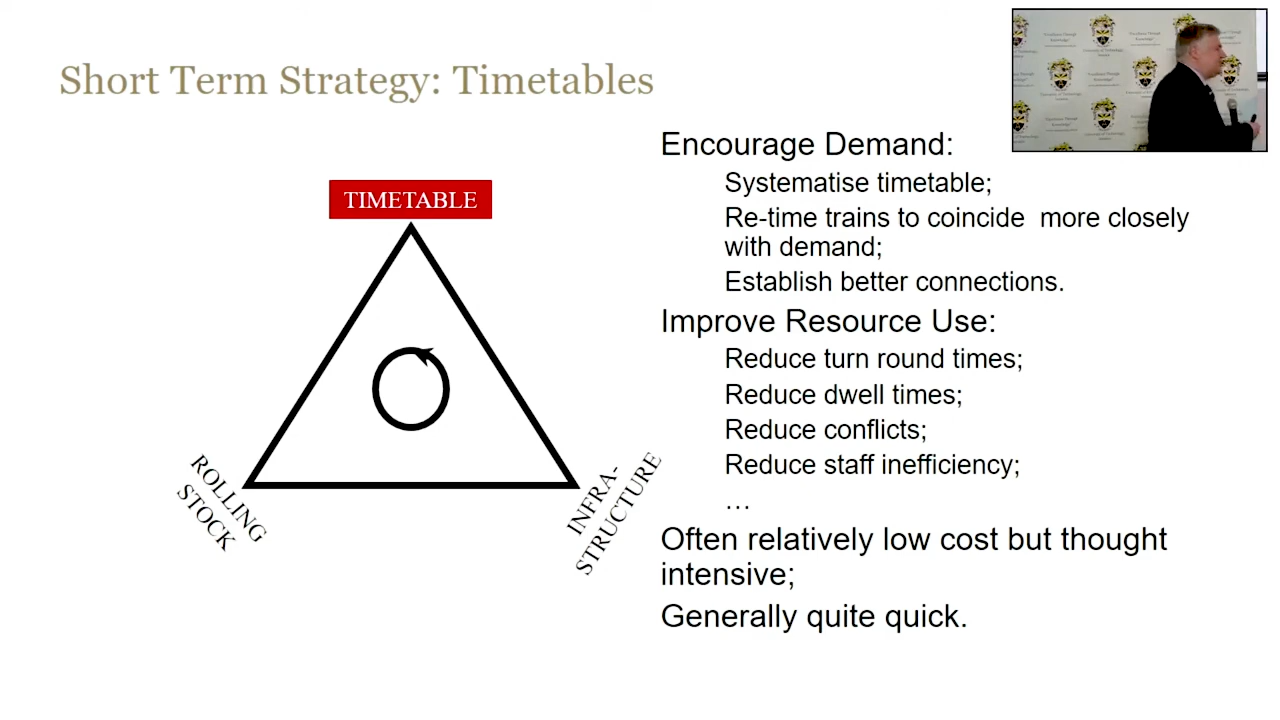 Short Term Strategy: Timetables
TIMETABLE
ROLLING
STOCK
INFRA-
STRUCTURE
Encourage Demand:
Systematise timetable;
Re-time trains to coincide more closely
with demand;
Establish better connections.
Improve Resource Use:
Reduce turn round times;
Reduce dwell times;
Reduce conflicts;
Reduce staff inefficiency;
…
Often relatively low cost but thought
intensive;
Generally quite quick.